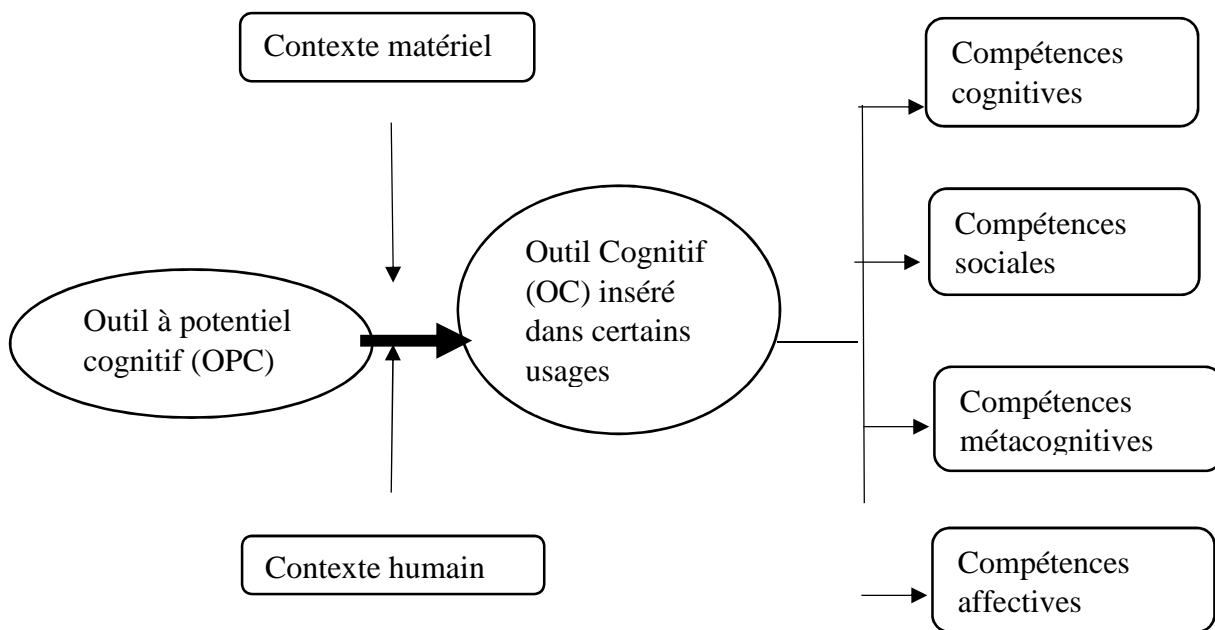 Contexte matériel
Compétences
cognitives
Compétences
sociales
Outil Cognitif
(OC) inséré
dans certains
usages
Outil à potentiel
cognitif (OPC)
Compétences
métacognitives
Contexte humain
Compétences
affectives